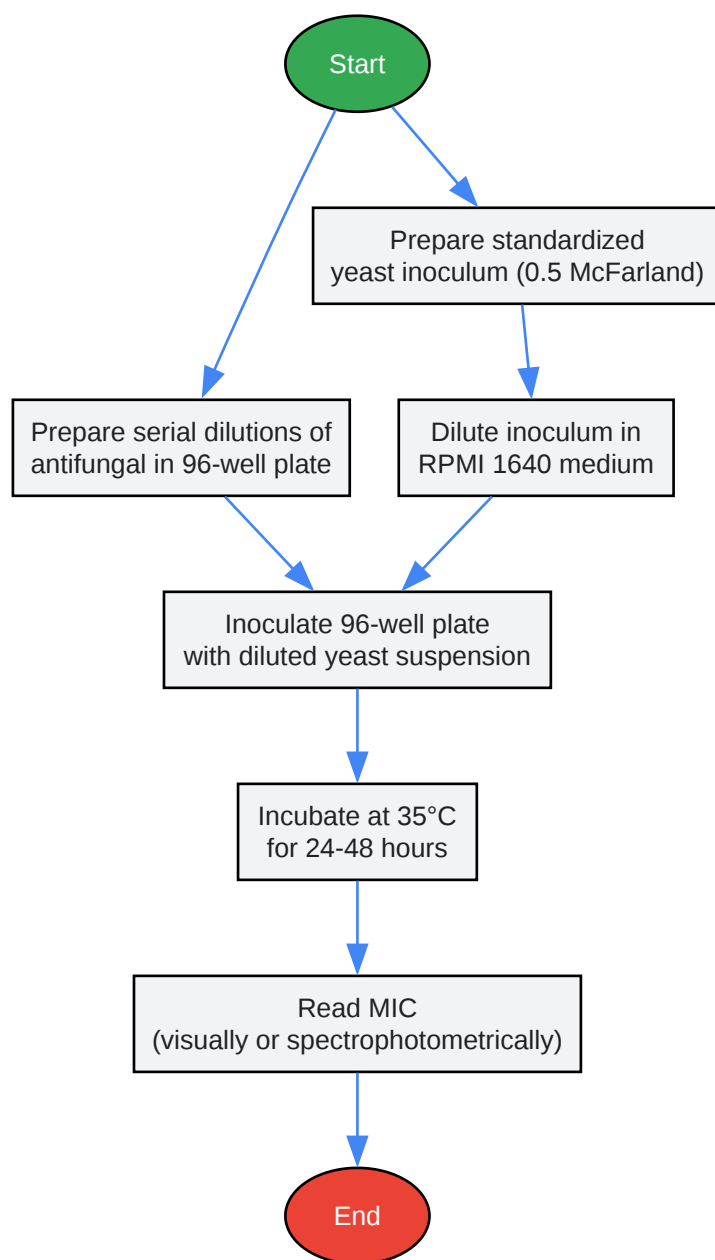 Start
Prepare standardized
yeast inoculum (0.5 McFarland)
Prepare serial dilutions of
antifungal in 96-well plate
Dilute inoculum in
RPMI 1640 medium
Inoculate 96-well plate
with diluted yeast suspension
Incubate at 35°C
for 24-48 hours
Read MIC
(visually or spectrophotometrically)
End